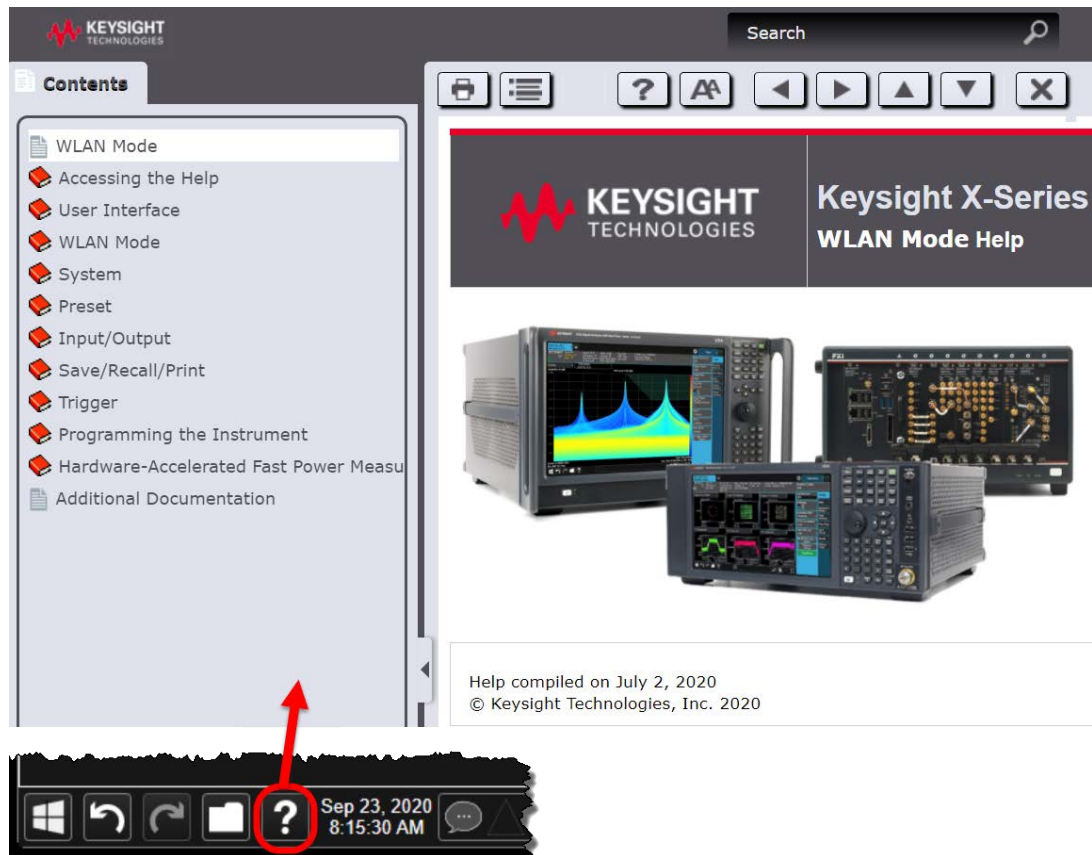 KEYSIGHT
TECHNOLOGIES
Search
Contents
?
AA
WLAN Mode
Accessing the Help
User Interface
WLAN Mode
System
Preset
Input/Output
Save/Recall/Print
Trigger
Programming the Instrument
Hardware-Accelerated Fast Power Measu
Additional Documentation
KEYSIGHT
TECHNOLOGIES
Keysight X-Series
WLAN Mode Help
PXI
Help compiled on July 2, 2020
© Keysight Technologies, Inc. 2020
?
Sep 23, 2020
8:15:30 AM